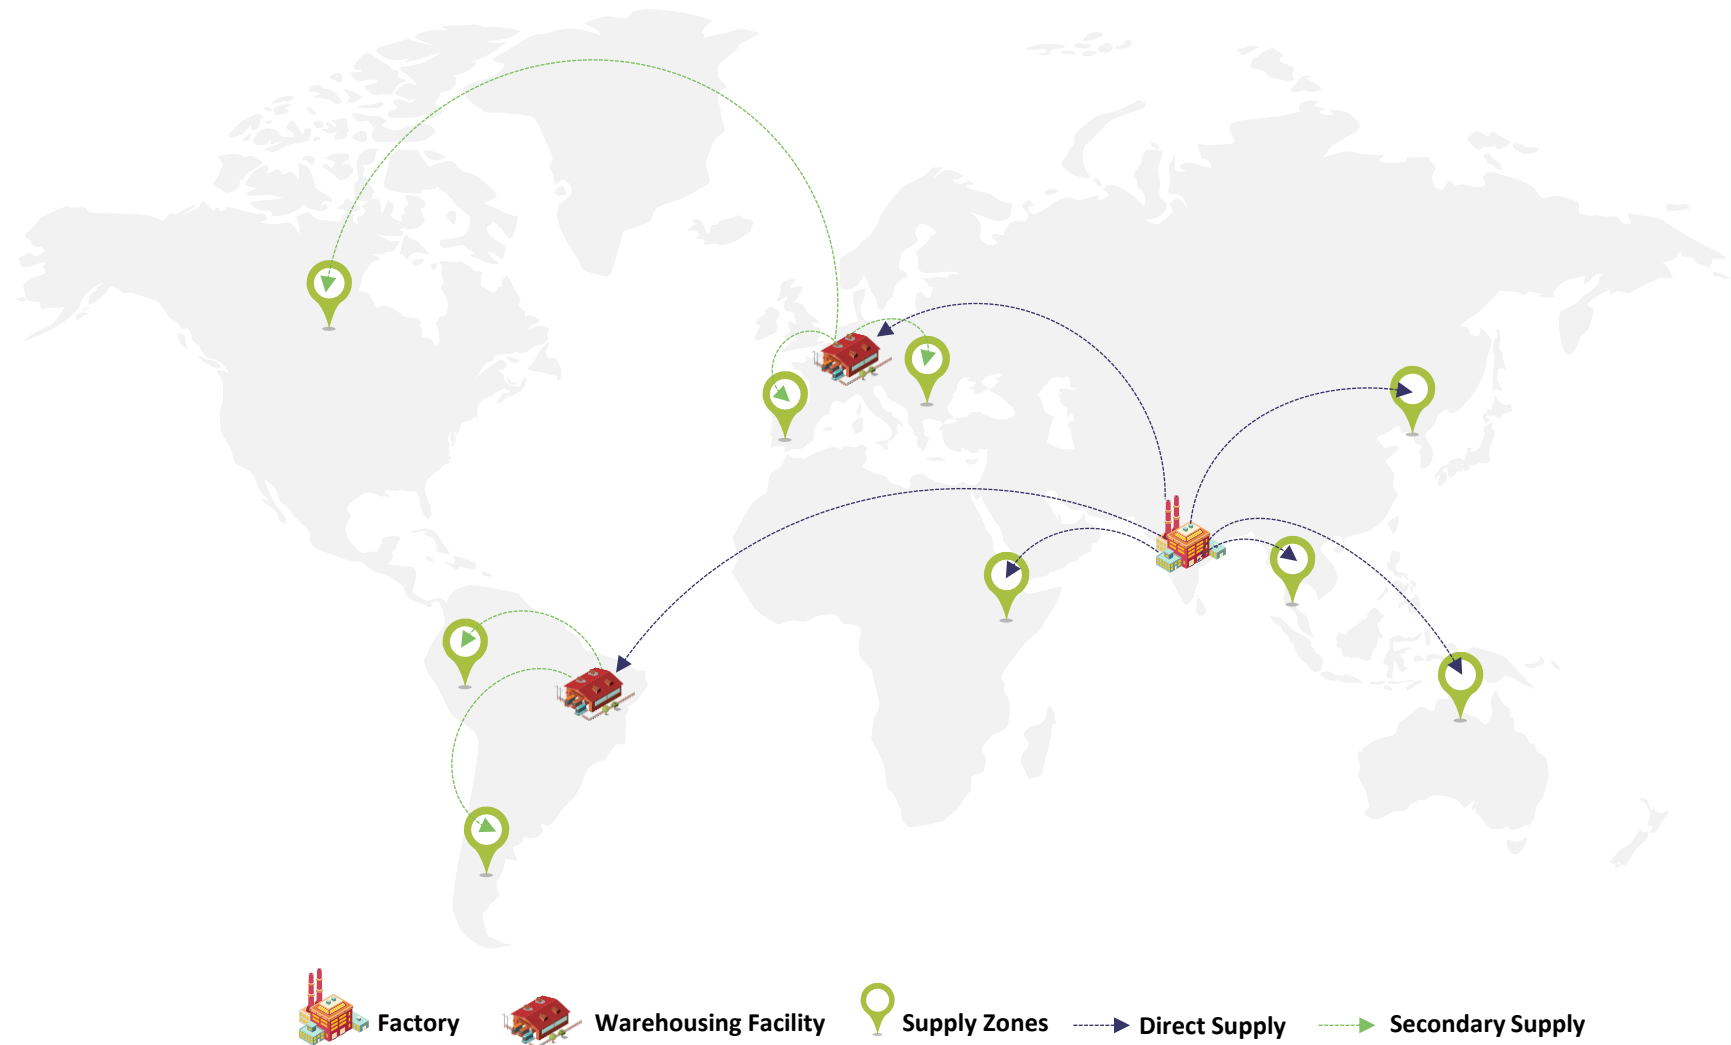 Factory
Warehousing Facility
Supply Zones
Direct Supply
Secondary Supply